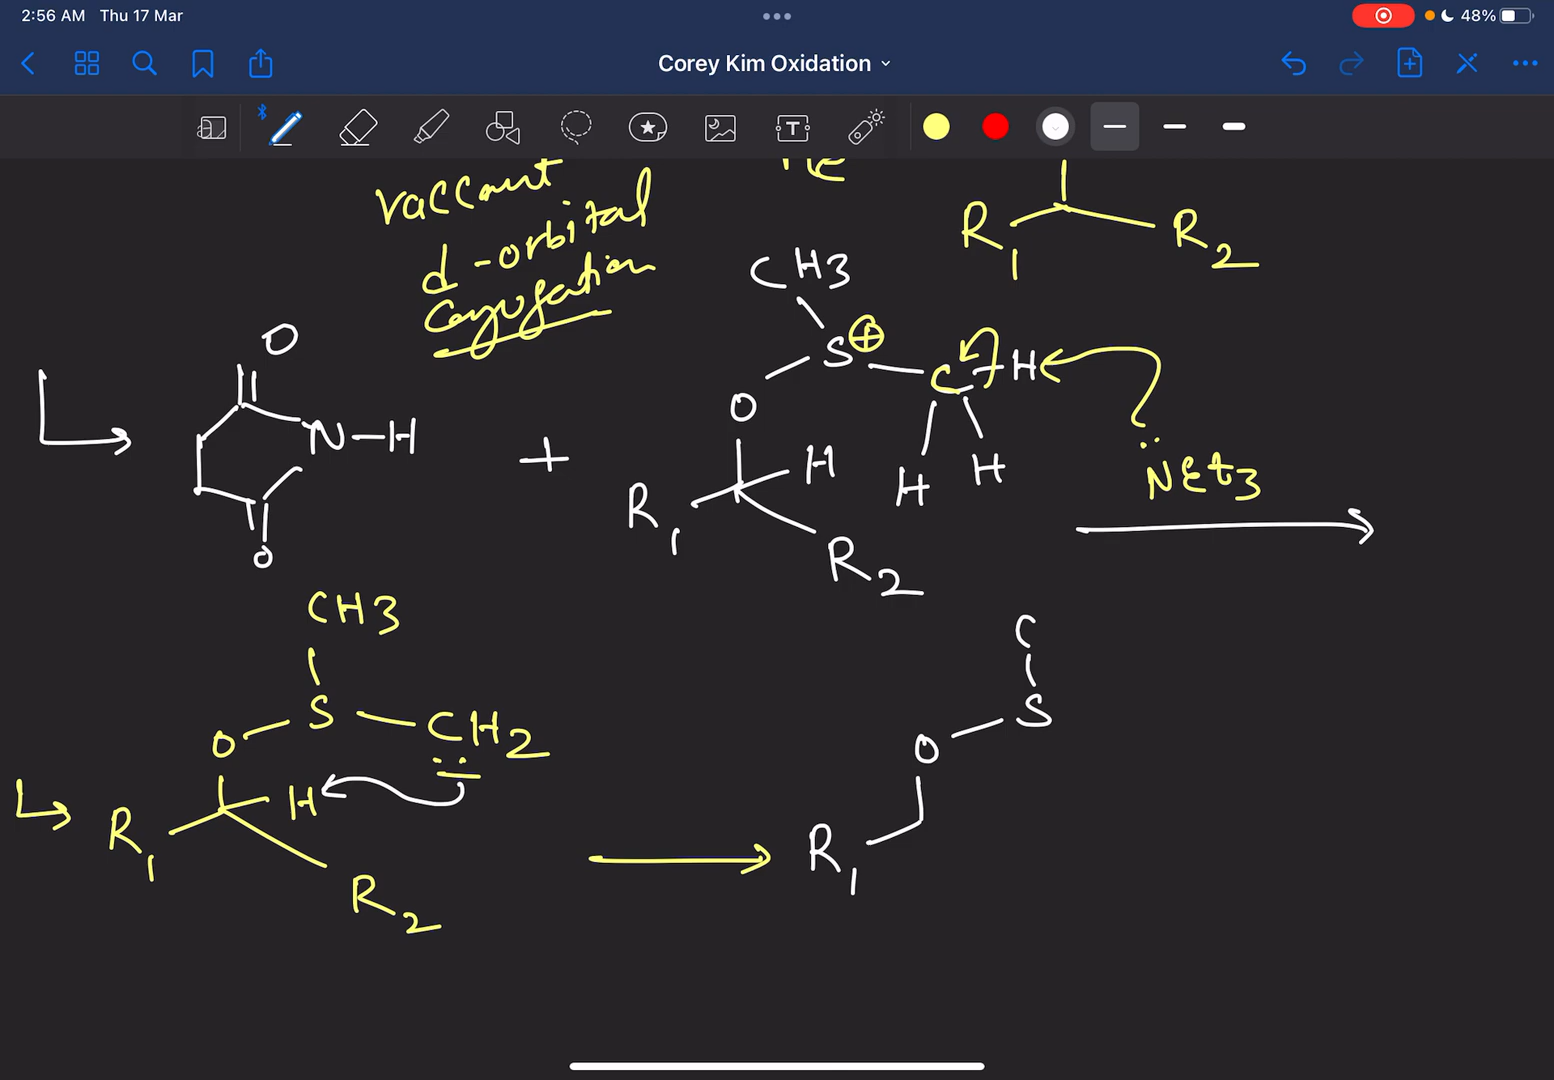 2:56 AM Thu 17 Mar
48%
Corey Kim Oxidation
T
vaccant
d-orbital
R1
R2
CH3
O
S⊕
C
H
N-H
+
O
H
R1
H
H
NEt3
O
R2
CH3
C
S
CH2
O
S
O
H
R1
R1
R2